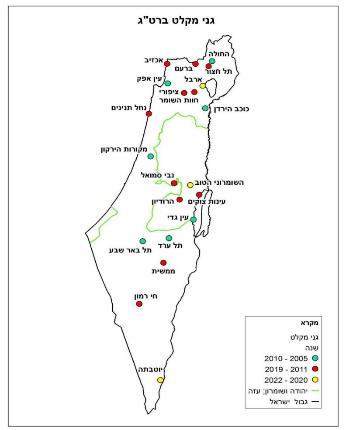 גני מקלט ברט"ג
החולה
אכזיב
ברעם
תל חצור
עין אפק
ארבל
ציפורי
חוות השומר
כוכב הירדן
נחל תנינים
מקורות הירקון
נבי סמואל
השומרוני הטוב
עינות צוקים
הרודיון
עין גדי
תל ערד
תל באר שבע
ממשית
חי רמון
יוטבתה
מקרא
גני מקלט
שנה
2005 - 2010
2011 - 2019
2020 - 2022
יהודה ושומרון; עזה
גבול ישראל